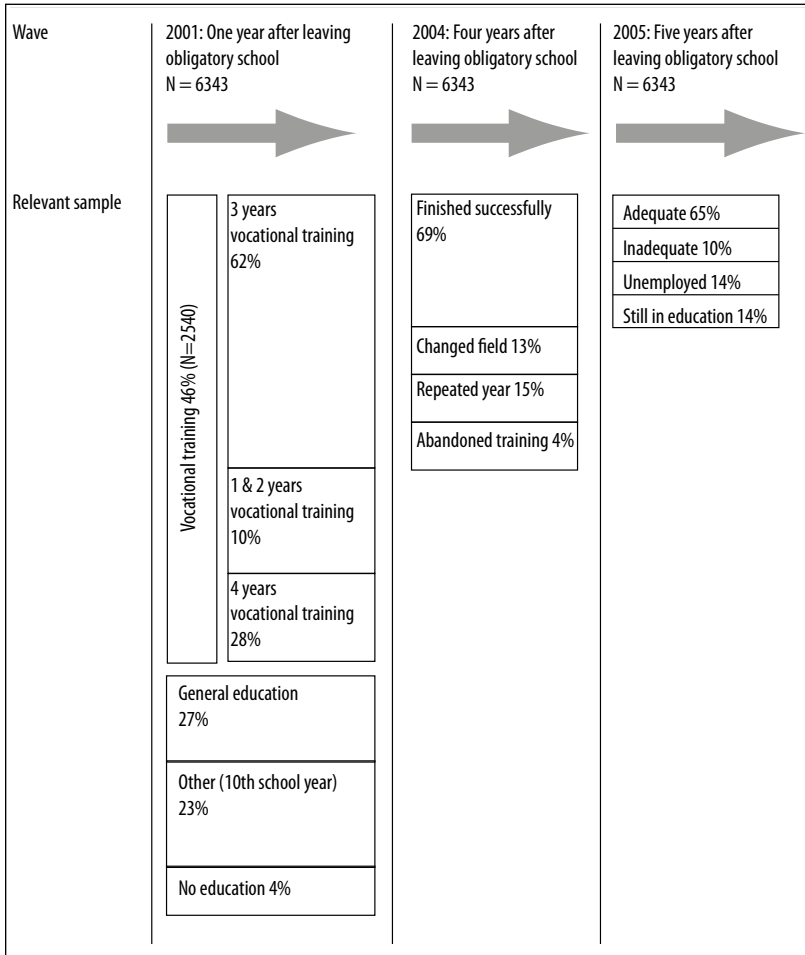 Wave
2001: One year after leaving
obligatory school
N = 6343
2004: Four years after
leaving obligatory school
N = 6343
2005: Five years after
leaving obligatory school
N = 6343
Relevant sample
Vocational training 46% (N=2540)
3 years
vocational training
62%
1 & 2 years
vocational training
10%
4 years
vocational training
28%
General education
27%
Other (10th school year)
23%
No education 4%
Finished successfully
69%
Changed field 13%
Repeated year 15%
Abandoned training 4%
Adequate 65%
Inadequate 10%
Unemployed 14%
Still in education 14%